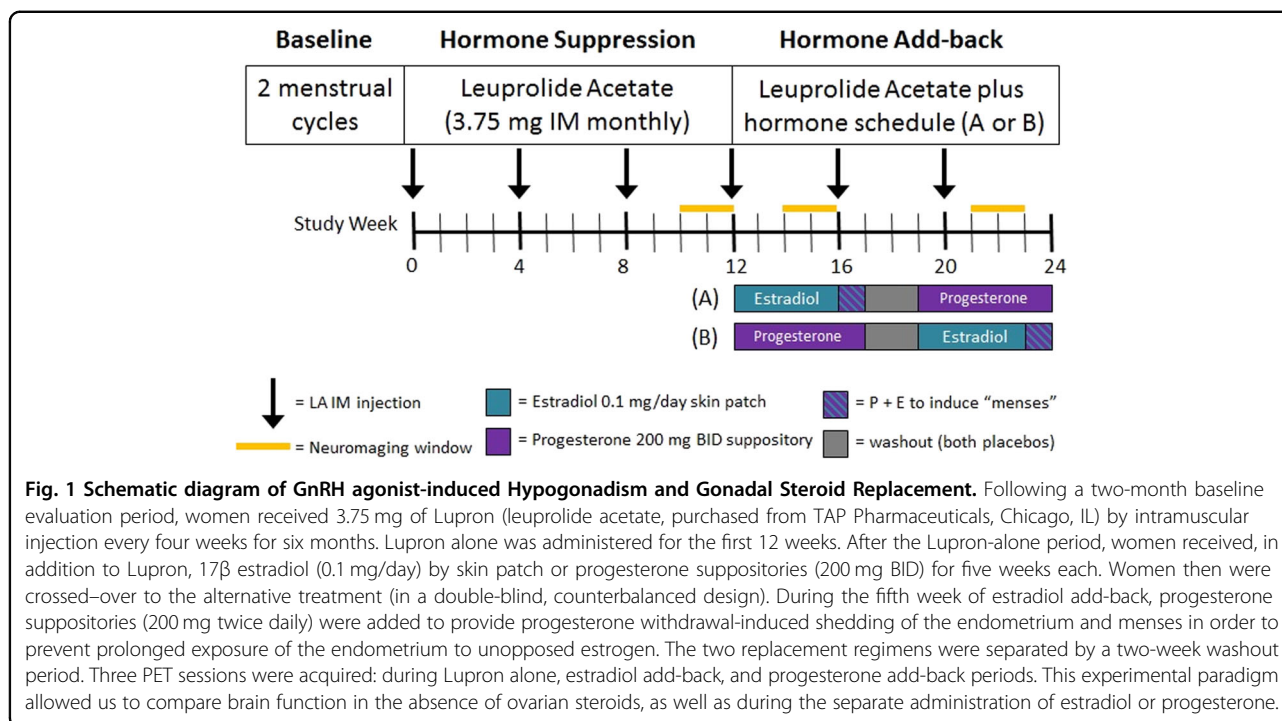 Baseline Hormone Suppression Hormone Add-back
2 menstrual cycles
Leuprolide Acetate
(3.75 mg IM monthly)
Leuprolide Acetate plus
hormone schedule (A or B)
Study Week
0 4 8 12 16 20 24
(A) Estradiol Progesterone
(B) Progesterone Estradiol
= LA IM injection
= Estradiol 0.1 mg/day skin patch
= P + E to induce “menses”
= Neuromaging window
= Progesterone 200 mg BID suppository
= washout (both placebos)
Fig. 1 Schematic diagram of GnRH agonist-induced Hypogonadism and Gonadal Steroid Replacement. Following a two-month baseline
evaluation period, women received 3.75 mg of Lupron (leuprolide acetate, purchased from TAP Pharmaceuticals, Chicago, IL) by intramuscular
injection every four weeks for six months. Lupron alone was administered for the first 12 weeks. After the Lupron-alone period, women received, in
addition to Lupron, 17β estradiol (0.1 mg/day) by skin patch or progesterone suppositories (200 mg BID) for five weeks each. Women then were
crossed–over to the alternative treatment (in a double-blind, counterbalanced design). During the fifth week of estradiol add-back, progesterone
suppositories (200 mg twice daily) were added to provide progesterone withdrawal-induced shedding of the endometrium and menses in order to
prevent prolonged exposure of the endometrium to unopposed estrogen. The two replacement regimens were separated by a two-week washout
period. Three PET sessions were acquired: during Lupron alone, estradiol add-back, and progesterone add-back periods. This experimental paradigm
allowed us to compare brain function in the absence of ovarian steroids, as well as during the separate administration of estradiol or progesterone.